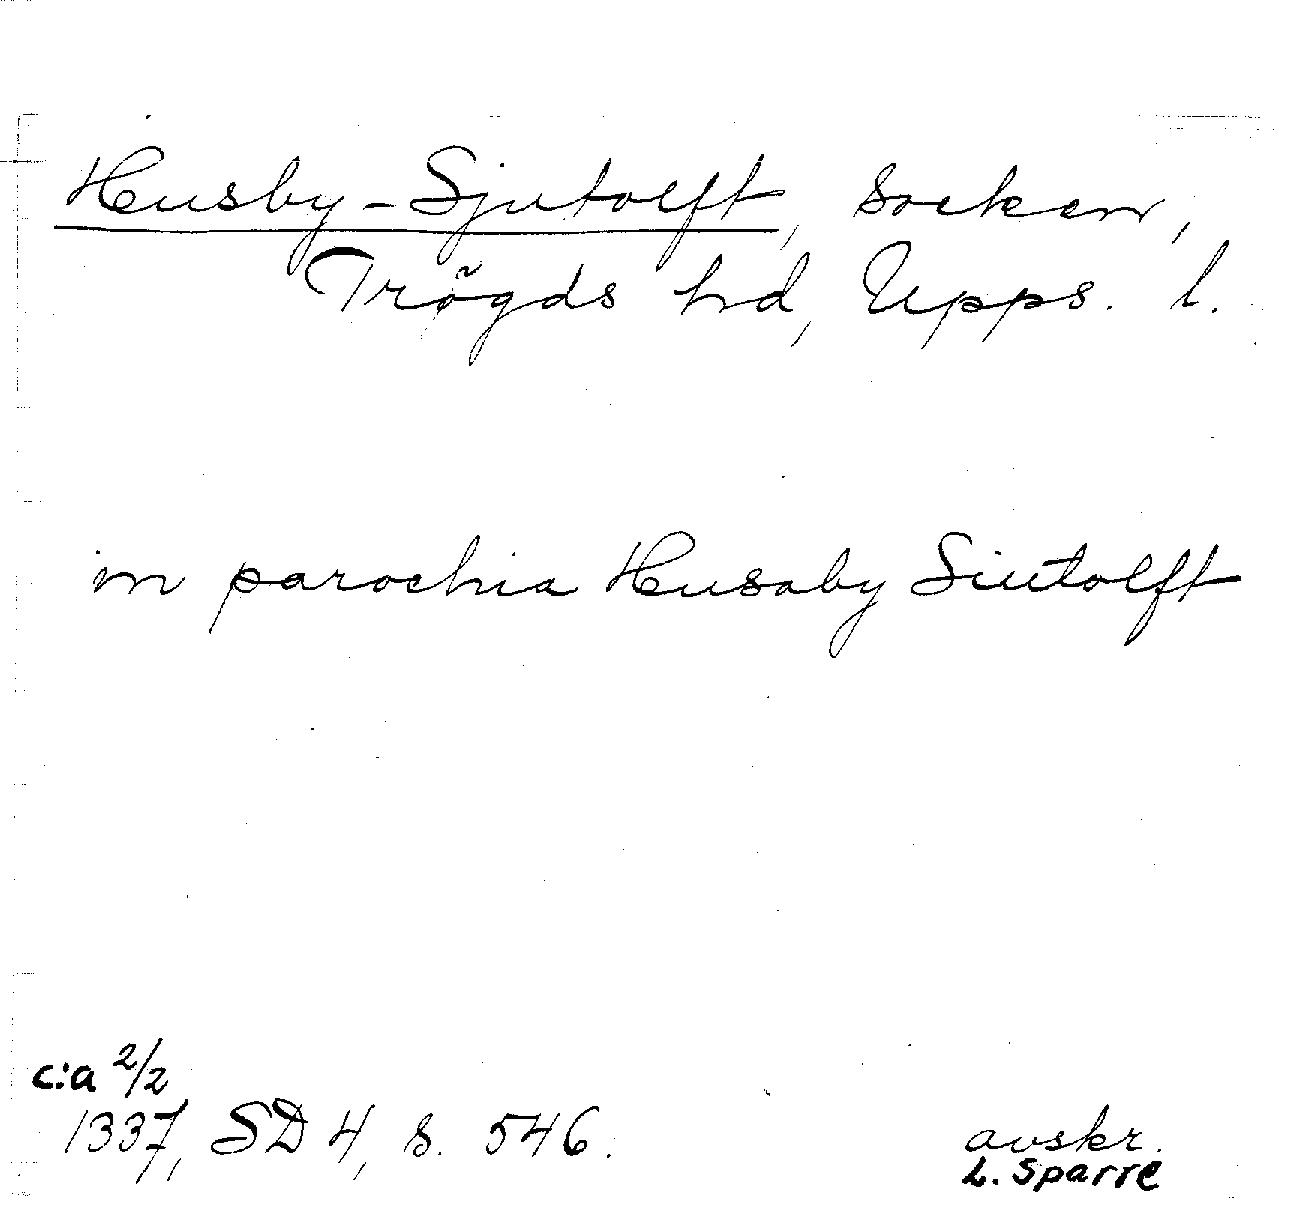 Husby-Sjutolft, socken,
Trögds hd, Upps. l.
in parochia Husaby Siutolft
c:a 2/2
1337, SD 4, s. 546.
avskr.
L. Sparre